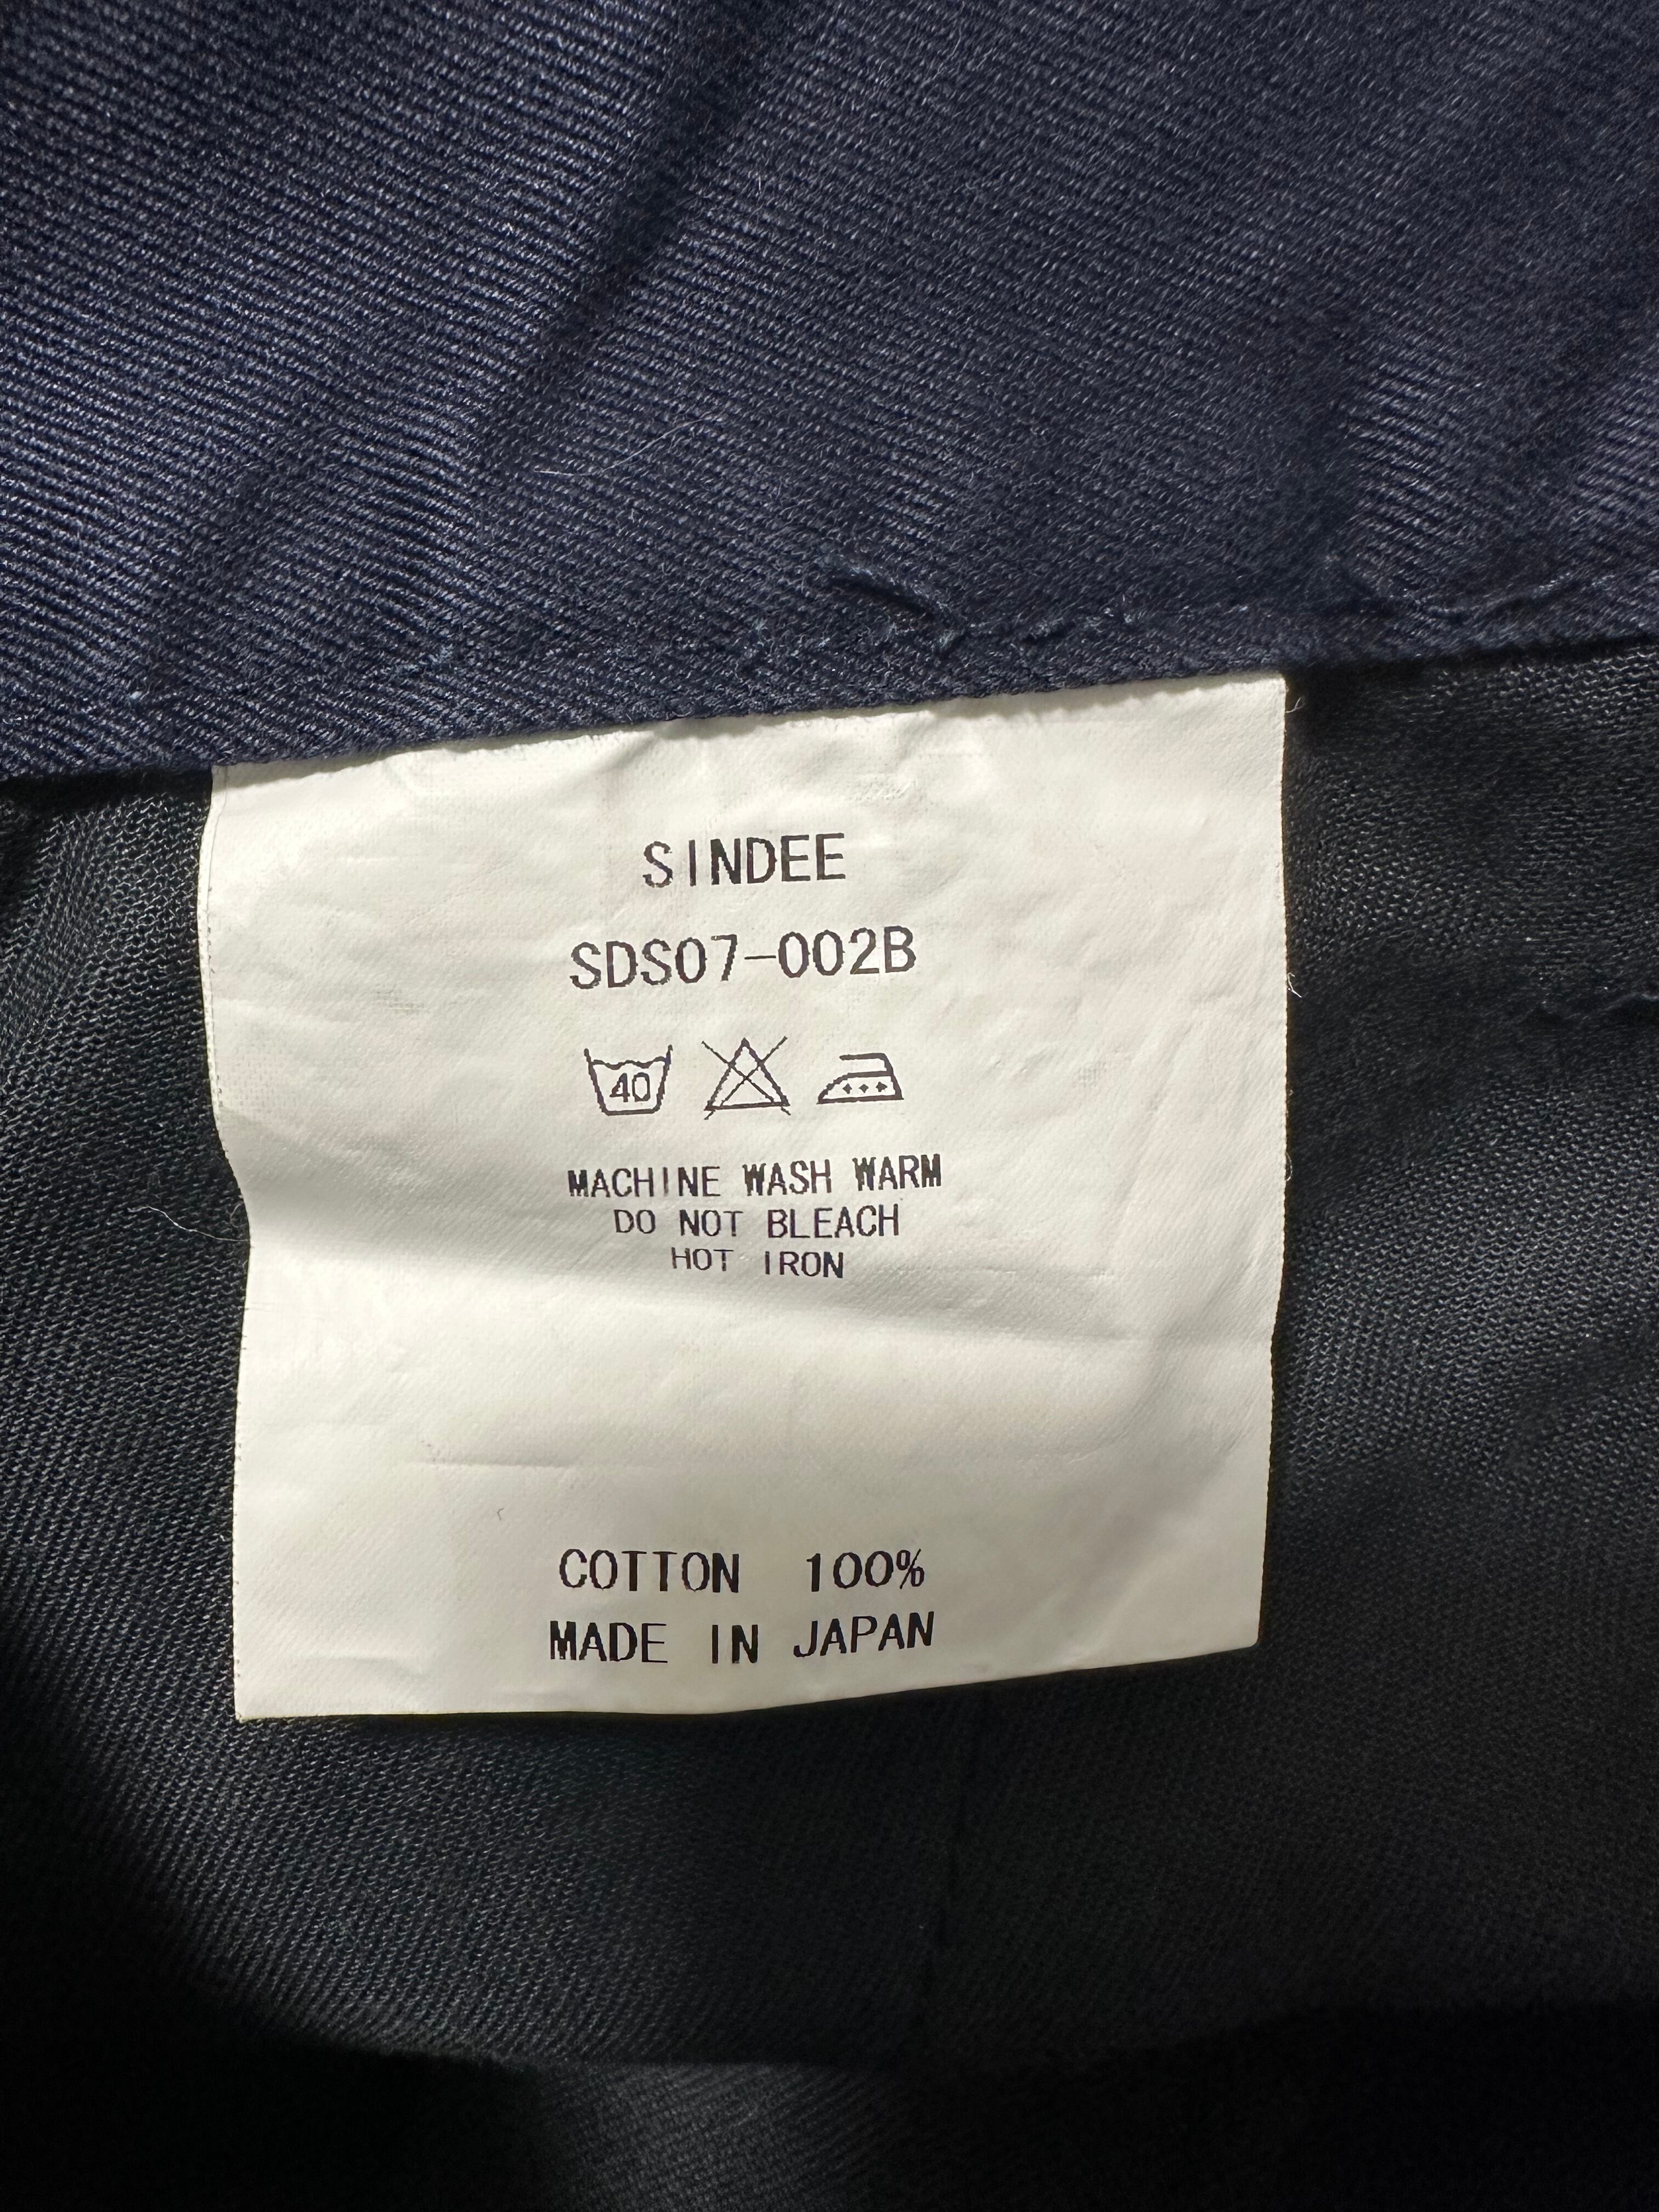 SINDEE
SDS07-002B
40
MACHINE WASH WARM
DO NOT BLEACH
HOT IRON
COTTON 100%
MADE IN JAPAN